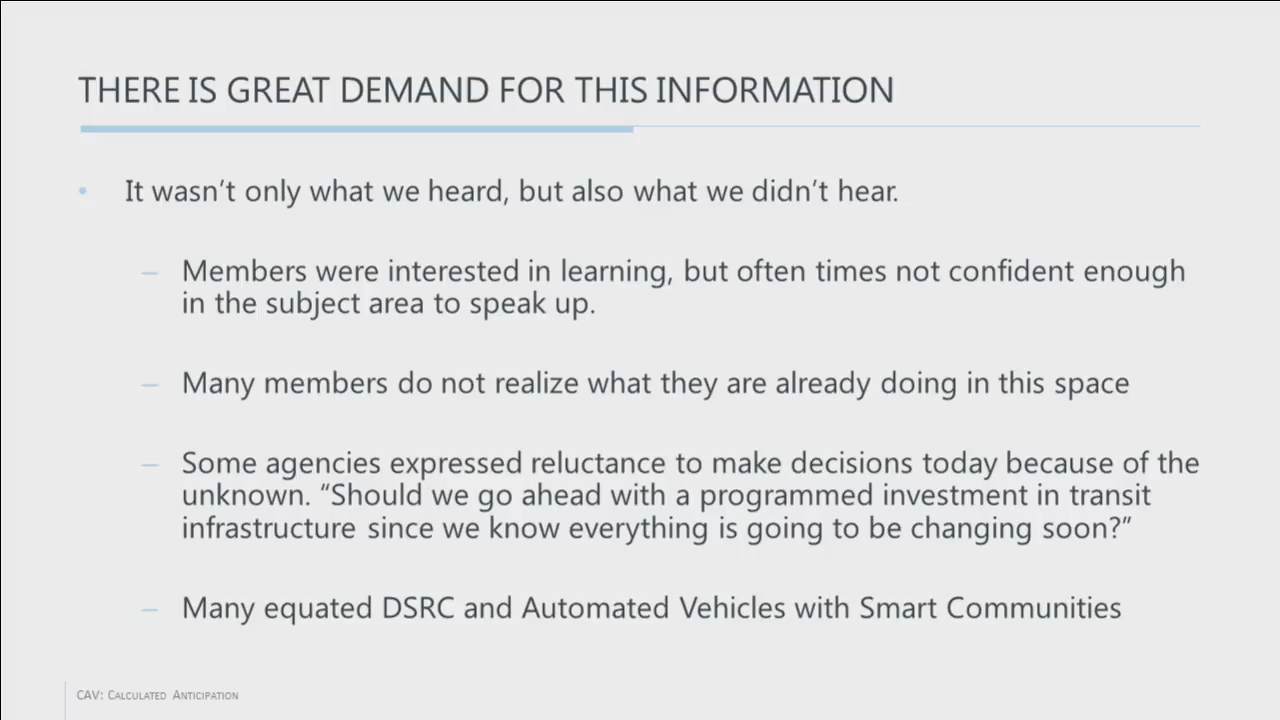 THERE IS GREAT DEMAND FOR THIS INFORMATION
• It wasn’t only what we heard, but also what we didn’t hear.
– Members were interested in learning, but often times not confident enough
in the subject area to speak up.
– Many members do not realize what they are already doing in this space
– Some agencies expressed reluctance to make decisions today because of the
unknown. “Should we go ahead with a programmed investment in transit
infrastructure since we know everything is going to be changing soon?”
– Many equated DSRC and Automated Vehicles with Smart Communities
CAV: CALCULATED ANTICIPATION